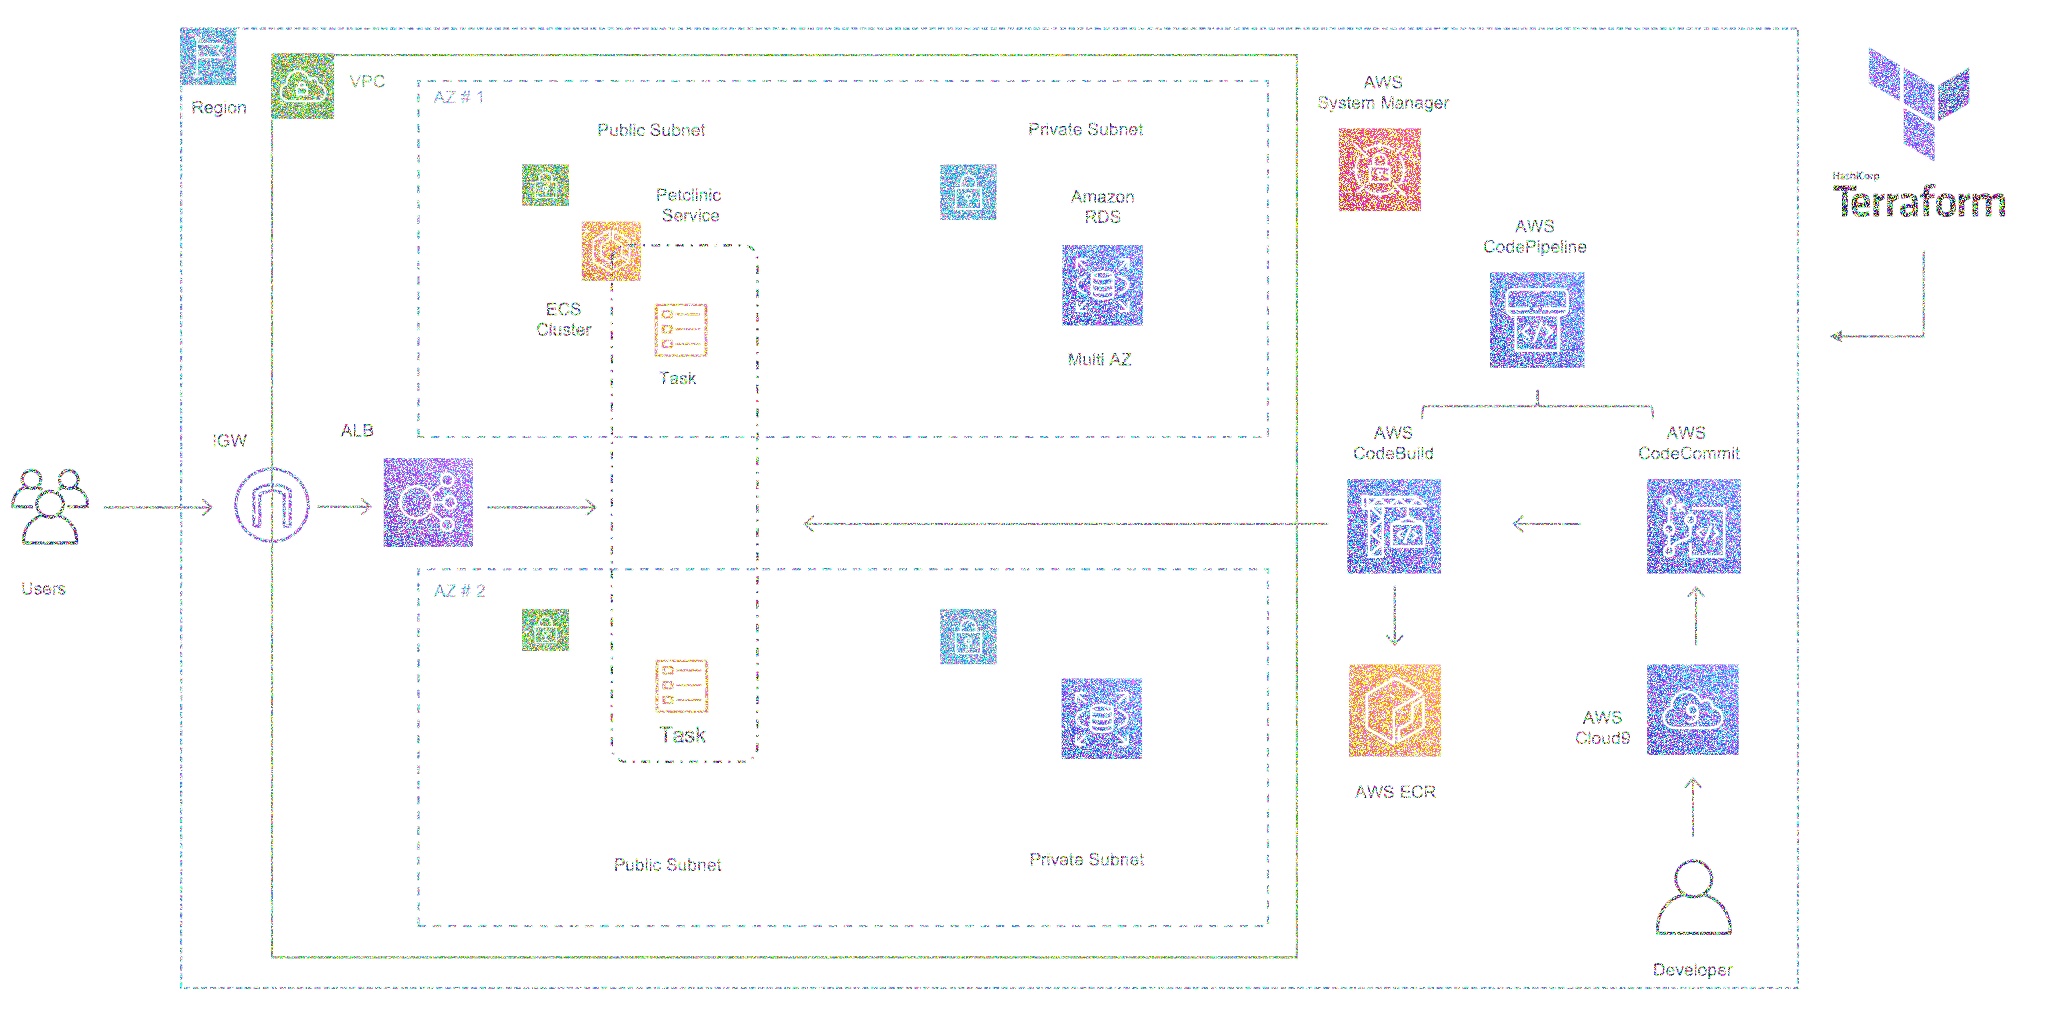 Region
VPC
AZ # 1
Public Subnet
Private Subnet
Petclinic
Service
Amazon
RDS
ECS
Cluster
Task
Multi AZ
AWS
System Manager
HashiCorp
Terraform
AWS
CodePipeline
AWS
CodeBuild
AWS
CodeCommit
IGW
ALB
Users
AZ # 2
Task
Public Subnet
Private Subnet
AWS ECR
9
AWS
Cloud9
Developer